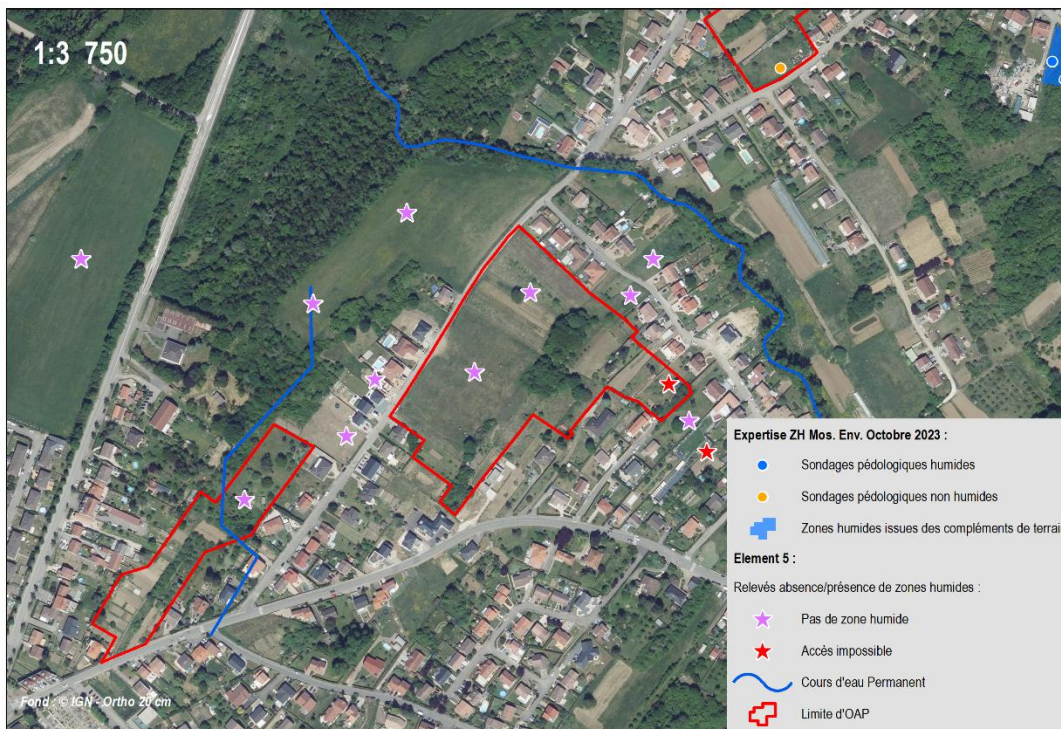 1:3 750
Expertise ZH Mos. Env. Octobre 2023 :
Sondages pédologiques humides
Sondages pédologiques non humides
Zones humides issues des compléments de terrai
Element 5 :
Relevés absence/présence de zones humides :
Pas de zone humide
Accès impossible
Cours d'eau Permanent
Limite d'OAP
Fond : © IGN - Ortho 20 cm